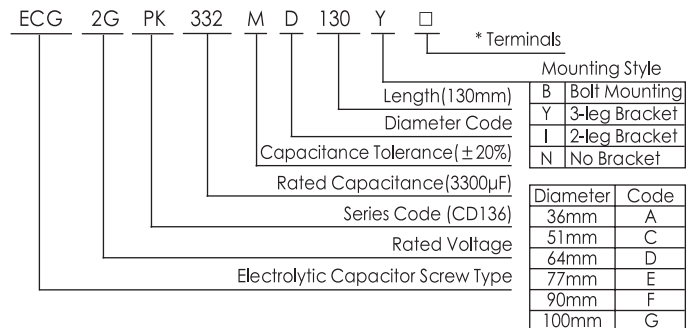 ECG 2G PK 332 M D 130 Y □
* Terminals
Mounting Style
B Bolt Mounting
Y 3-leg Bracket
I 2-leg Bracket
N No Bracket
Length(130mm)
Diameter Code
Capacitance Tolerance(±20%)
Rated Capacitance(3300µF)
Series Code (CD136)
Rated Voltage
Electrolytic Capacitor Screw Type
Diameter Code
36mm A
51mm C
64mm D
77mm E
90mm F
100mm G